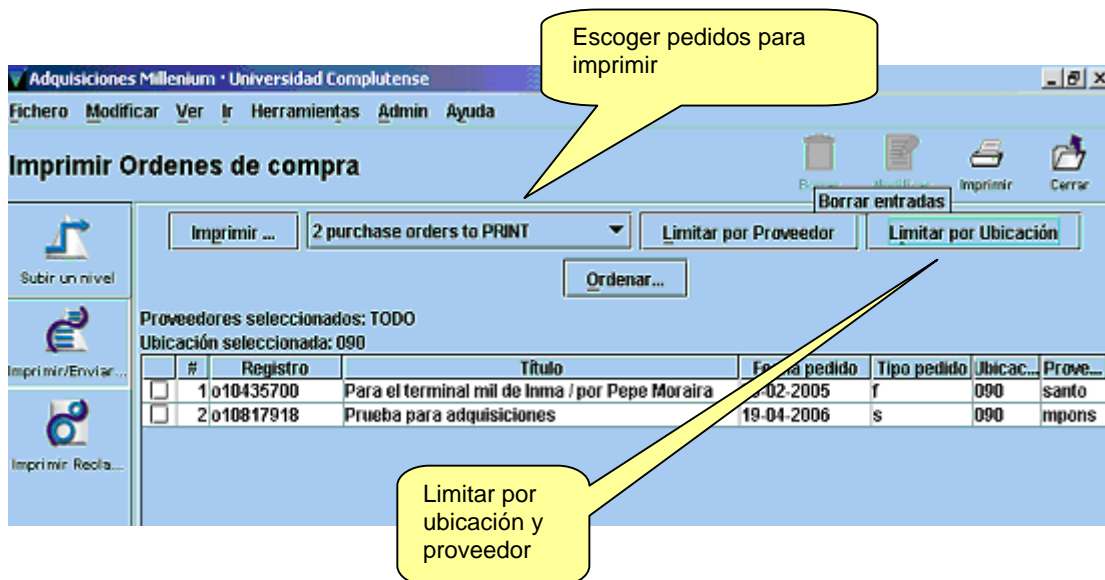 Escoger pedidos para
imprimir
Adquisiciones Millenium · Universidad Complutense
Fichero Modificar Ver Ir Herramientas Admin Ayuda
Imprimir Ordenes de compra
Imprimir Cerrar
Borrar entradas
Subir un nivel
Imprimir ... 2 purchase orders to PRINT Limitar por Proveedor Limitar por Ubicación
Ordenar...
Imprimir/Enviar...
Proveedores seleccionados: TODO
Ubicación seleccionada: 090
# Registro Título pedido Tipo pedido Ubicac... Prove...
1 o10435700 Para el terminal mil de Inma / por Pepe Moraira -02-2005 f 090 santo
2 o10817918 Prueba para adquisiciones 19-04-2006 s 090 mpons
Imprimir Recla...
Limitar por
ubicación y
proveedor